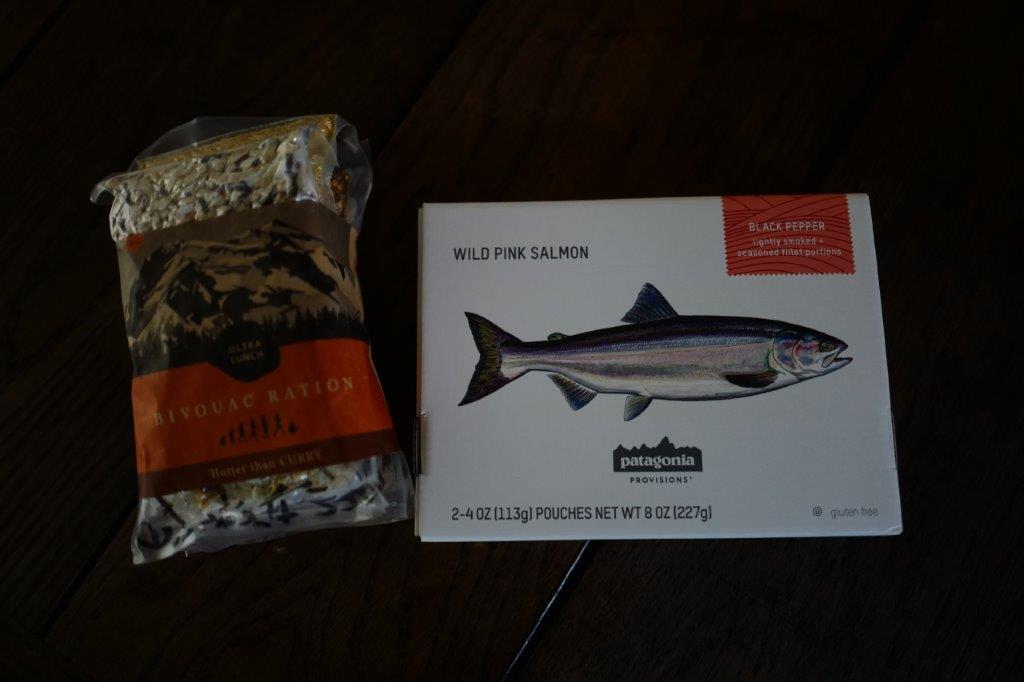 ULTRA
LUNCH
BIVOUAC RATION
Hotter than CURRY
WILD PINK SALMON
BLACK PEPPER
lightly smoked +
seasoned fillet portions
patagonia
PROVISIONS
2-4 OZ (113g) POUCHES NET WT 8 OZ (227g)
gluten free